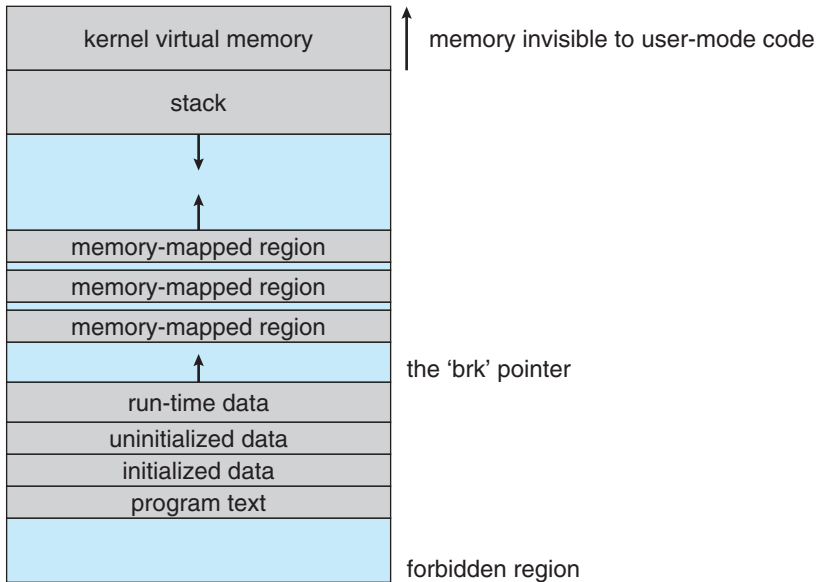 kernel virtual memory
memory invisible to user-mode code
stack
memory-mapped region
memory-mapped region
memory-mapped region
the ‘brk’ pointer
run-time data
uninitialized data
initialized data
program text
forbidden region